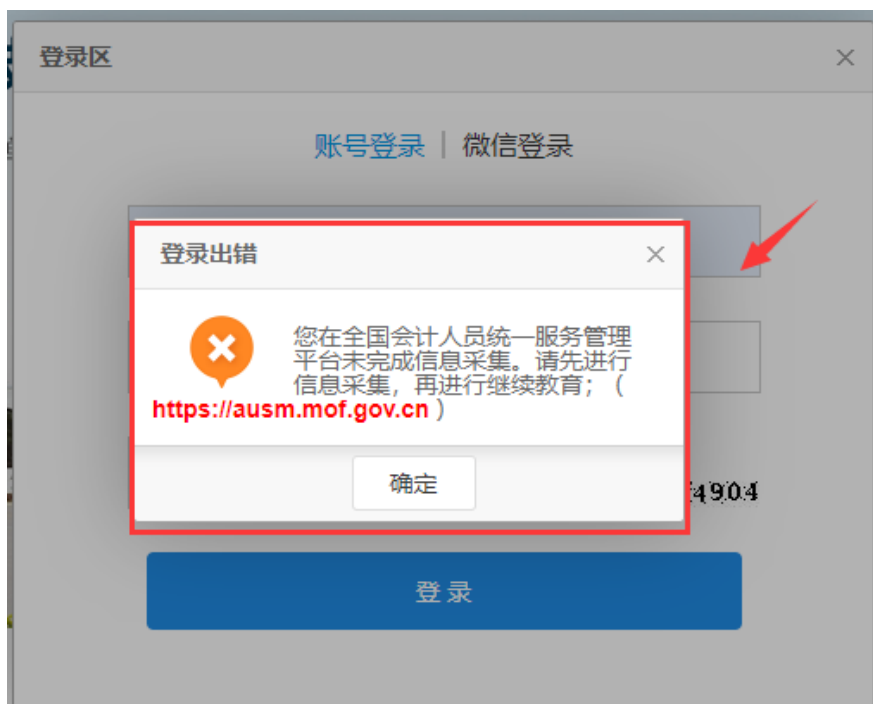 登录区
账号登录 | 微信登录
登录出错
您在全国会计人员统一服务管理
平台未完成信息采集。请先进行
信息采集，再进行继续教育；（
https://ausm.mof.gov.cn ）
确定
4904
登 录